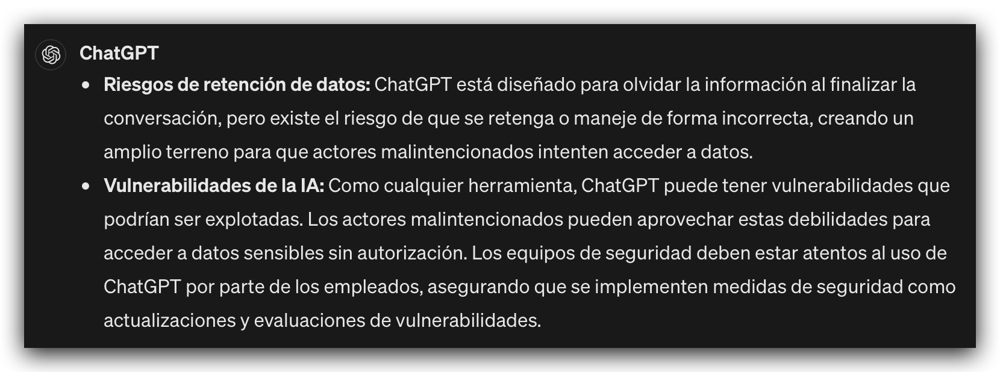 ChatGPT
• Riesgos de retención de datos: ChatGPT está diseñado para olvidar la información al finalizar la
conversación, pero existe el riesgo de que se retenga o maneje de forma incorrecta, creando un
amplio terreno para que actores malintencionados intenten acceder a datos.
• Vulnerabilidades de la IA: Como cualquier herramienta, ChatGPT puede tener vulnerabilidades que
podrían ser explotadas. Los actores malintencionados pueden aprovechar estas debilidades para
acceder a datos sensibles sin autorización. Los equipos de seguridad deben estar atentos al uso de
ChatGPT por parte de los empleados, asegurando que se implementen medidas de seguridad como
actualizaciones y evaluaciones de vulnerabilidades.